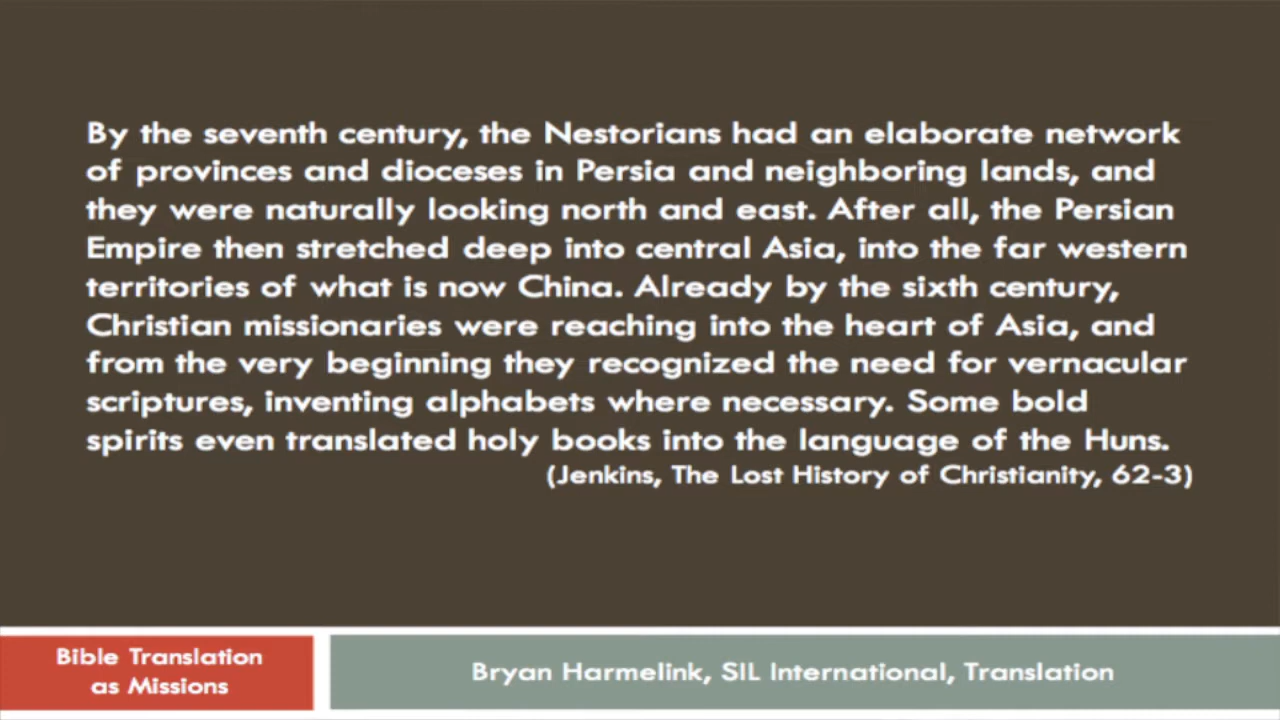 By the seventh century, the Nestorians had an elaborate network
of provinces and dioceses in Persia and neighboring lands, and
they were naturally looking north and east. After all, the Persian
Empire then stretched deep into central Asia, into the far western
territories of what is now China. Already by the sixth century,
Christian missionaries were reaching into the heart of Asia, and
from the very beginning they recognized the need for vernacular
scriptures, inventing alphabets where necessary. Some bold
spirits even translated holy books into the language of the Huns.
(Jenkins, The Lost History of Christianity, 62-3)
Bible Translation
as Missions
Bryan Harmelink, SIL International, Translation